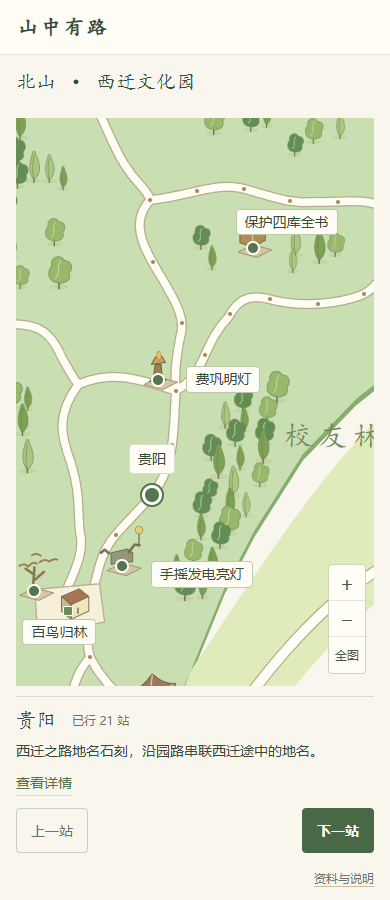 山中有路
北山 • 西迁文化园
保护四库全书
费巩明灯
校友林
贵阳
手摇发电亮灯
百鸟归林
+
−
全图
贵阳 已行 21 站
西迁之路地名石刻，沿园路串联西迁途中的地名。
查看详情
上一站
下一站
资料与说明